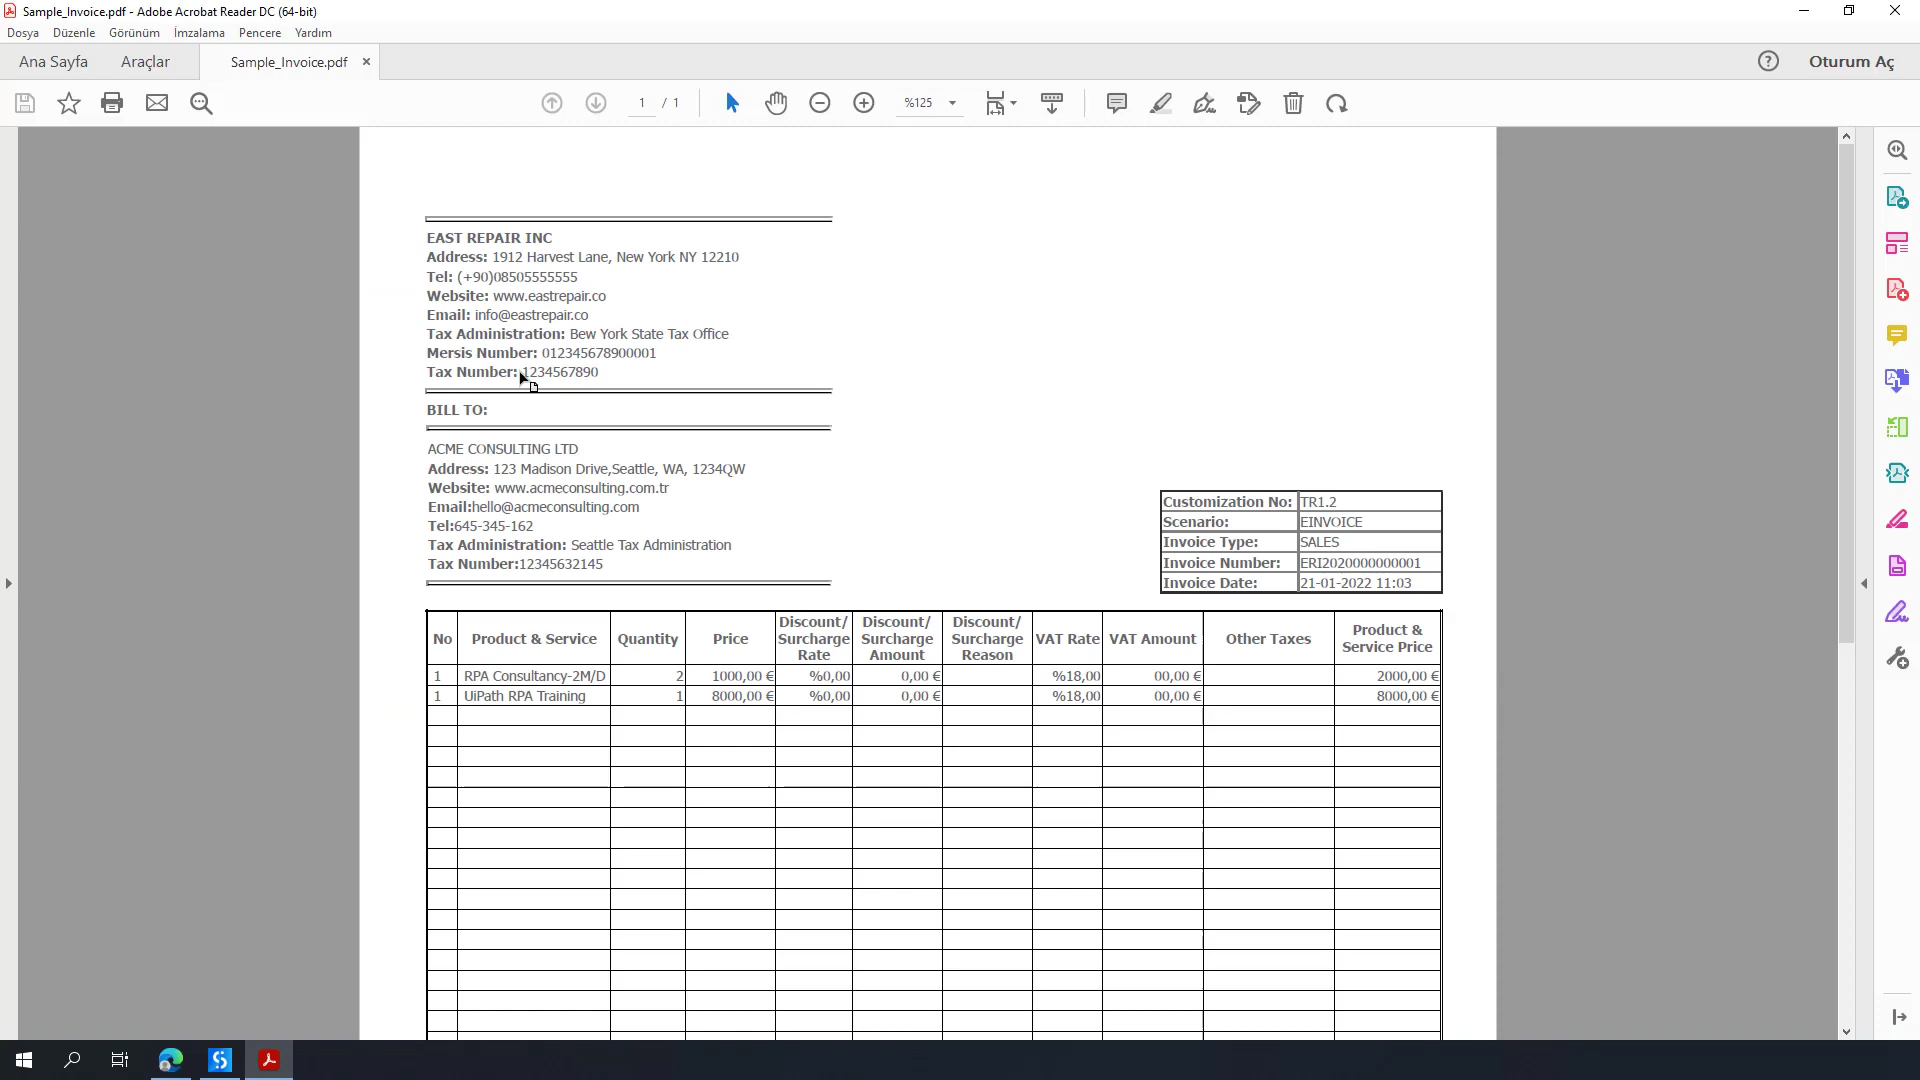 Sample_Invoice.pdf - Adobe Acrobat Reader DC (64-bit)
Dosya Düzenle Görünüm İmzalama Pencere Yardım
Ana Sayfa Araçlar Sample_Invoice.pdf × ? Oturum Aç
1 / 1 %125
EAST REPAIR INC
Address: 1912 Harvest Lane, New York NY 12210
Tel: (+90)08505555555
Website: www.eastrepair.co
Email: info@eastrepair.co
Tax Administration: Bew York State Tax Office
Mersis Number: 012345678900001
Tax Number: 1234567890
BILL TO:
ACME CONSULTING LTD
Address: 123 Madison Drive,Seattle, WA, 1234QW
Website: www.acmeconsulting.com.tr
Email:hello@acmeconsulting.com
Tel:645-345-162
Tax Administration: Seattle Tax Administration
Tax Number:12345632145
Customization No: TR1.2
Scenario: EINVOICE
Invoice Type: SALES
Invoice Number: ERI2020000000001
Invoice Date: 21-01-2022 11:03
No Product & Service Quantity Price Discount/ Surcharge Rate Discount/ Surcharge Amount Discount/ Surcharge Reason VAT Rate VAT Amount Other Taxes Product & Service Price
1 RPA Consultancy-2M/D 2 1000,00 € %0,00 0,00 € %18,00 00,00 € 2000,00 €
1 UiPath RPA Training 1 8000,00 € %0,00 0,00 € %18,00 00,00 € 8000,00 €